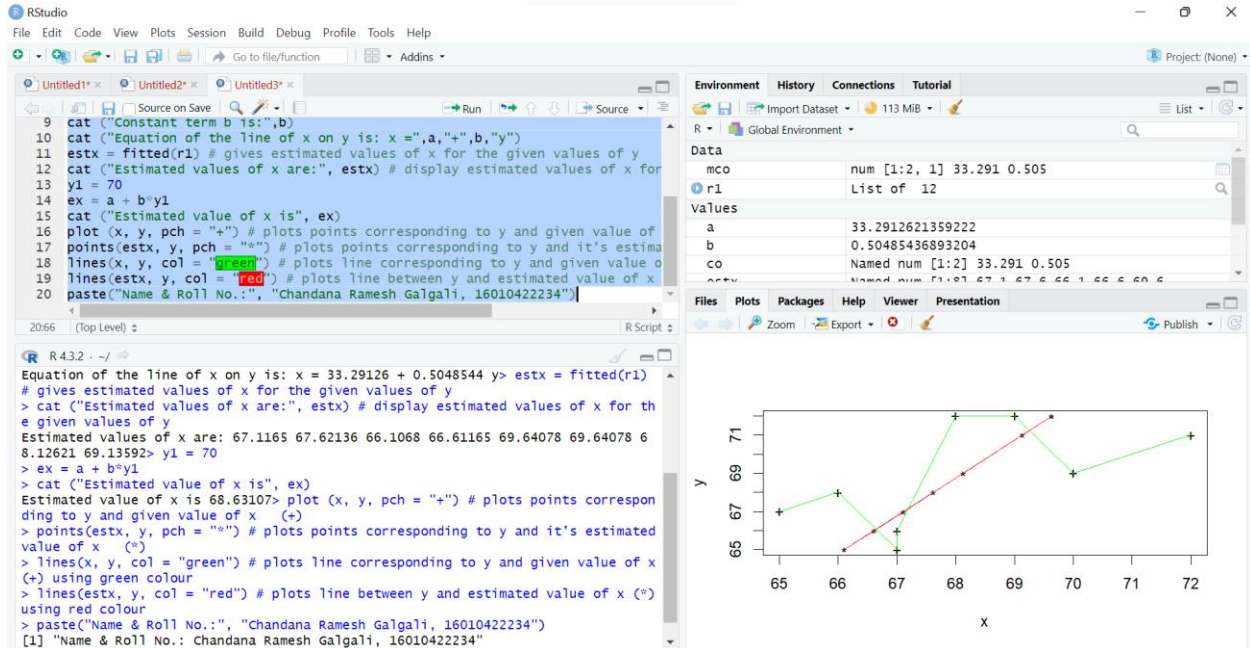 RStudio
File Edit Code View Plots Session Build Debug Profile Tools Help
Go to file/function
Addins
Project: (None)
Untitled1* Untitled2* Untitled3*
Source on Save Run Source
9 cat ("Constant term b is:",b)
10 cat ("Equation of the line of x on y is: x =",a,"+",b,"y")
11 estx = fitted(r1) # gives estimated values of x for the given values of y
12 cat ("Estimated values of x are:", estx) # display estimated values of x for
13 y1 = 70
14 ex = a + b*y1
15 cat ("Estimated value of x is", ex)
16 plot (x, y, pch = "+") # plots points corresponding to y and given value of
17 points(estx, y, pch = "*") # plots points corresponding to y and it's estima
18 lines(x, y, col = "green") # plots line corresponding to y and given value o
19 lines(estx, y, col = "red") # plots line between y and estimated value of x
20 paste("Name & Roll No.:", "Chandana Ramesh Galgali, 16010422234")
20:66 (Top Level) R Script
R 4.3.2 · ~/
Equation of the line of x on y is: x = 33.29126 + 0.5048544 y> estx = fitted(r1)
# gives estimated values of x for the given values of y
> cat ("Estimated values of x are:", estx) # display estimated values of x for th
e given values of y
Estimated values of x are: 67.1165 67.62136 66.1068 66.61165 69.64078 69.64078 6
8.12621 69.13592> y1 = 70
> ex = a + b*y1
> cat ("Estimated value of x is", ex)
Estimated value of x is 68.63107> plot (x, y, pch = "+") # plots points correspon
ding to y and given value of x (+)
> points(estx, y, pch = "*") # plots points corresponding to y and it's estimated
value of x (*)
> lines(x, y, col = "green") # plots line corresponding to y and given value of x
(+) using green colour
> lines(estx, y, col = "red") # plots line between y and estimated value of x (*)
using red colour
> paste("Name & Roll No.:", "Chandana Ramesh Galgali, 16010422234")
[1] "Name & Roll No.: Chandana Ramesh Galgali, 16010422234"
Environment History Connections Tutorial
Import Dataset 113 MiB List
R Global Environment
Data
mco num [1:2, 1] 33.291 0.505
r1 List of 12
Values
a 33.2912621359222
b 0.50485436893204
co Named num [1:2] 33.291 0.505
estx Named num [1:8] 67.1 67.6 66.1 66.6 69.6
Files Plots Packages Help Viewer Presentation
Zoom Export Publish
71
69
67
65
y
65 66 67 68 69 70 71 72
x